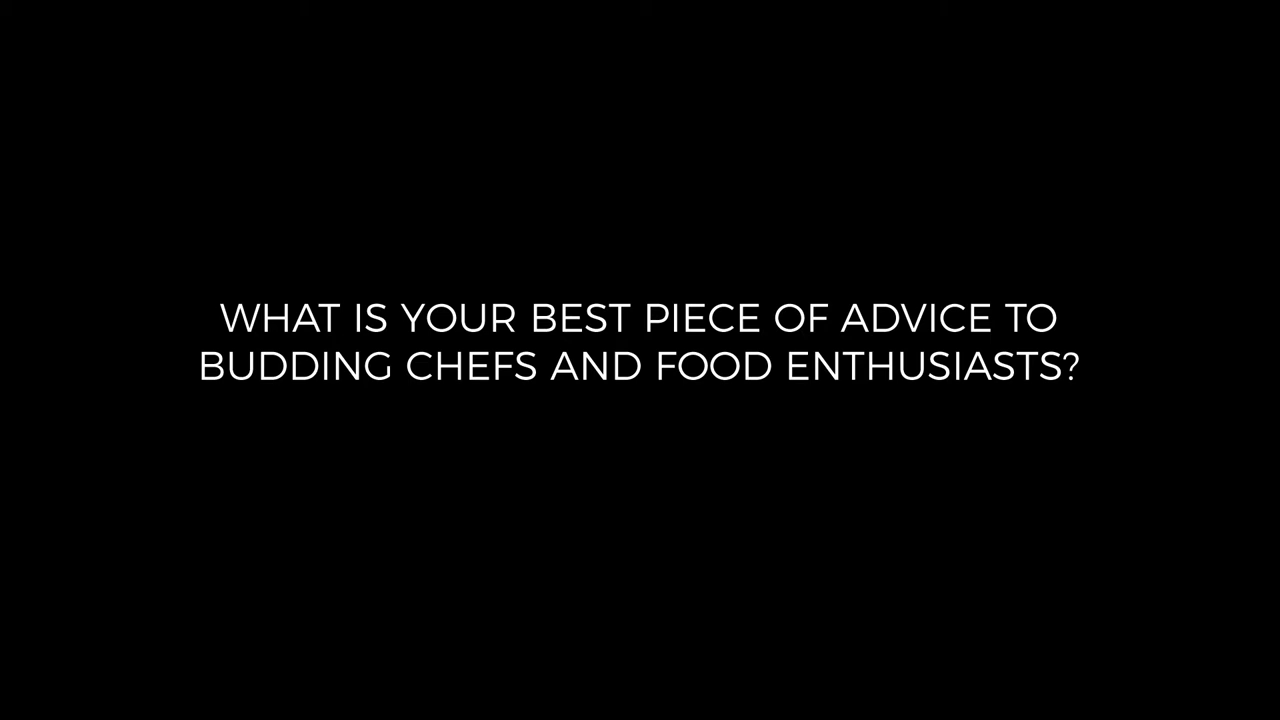 WHAT IS YOUR BEST PIECE OF ADVICE TO
BUDDING CHEFS AND FOOD ENTHUSIASTS?